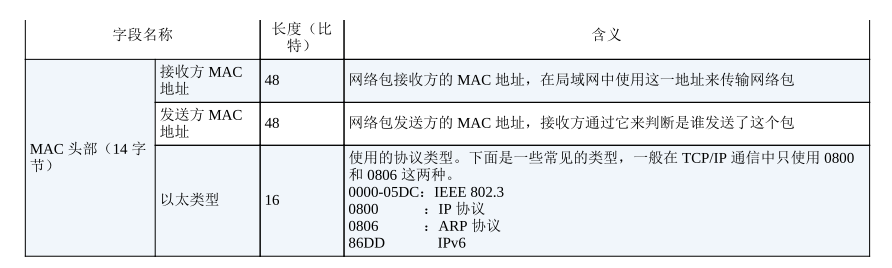 字段名称
长度（比
特）
含义
MAC 头部（14 字
节）
接收方 MAC
地址
48
网络包接收方的 MAC 地址，在局域网中使用这一地址来传输网络包
发送方 MAC
地址
48
网络包发送方的 MAC 地址，接收方通过它来判断是谁发送了这个包
以太类型
16
使用的协议类型。下面是一些常见的类型，一般在 TCP/IP 通信中只使用 0800
和 0806 这两种。
0000-05DC：IEEE 802.3
0800 ：IP 协议
0806 ：ARP 协议
86DD IPv6